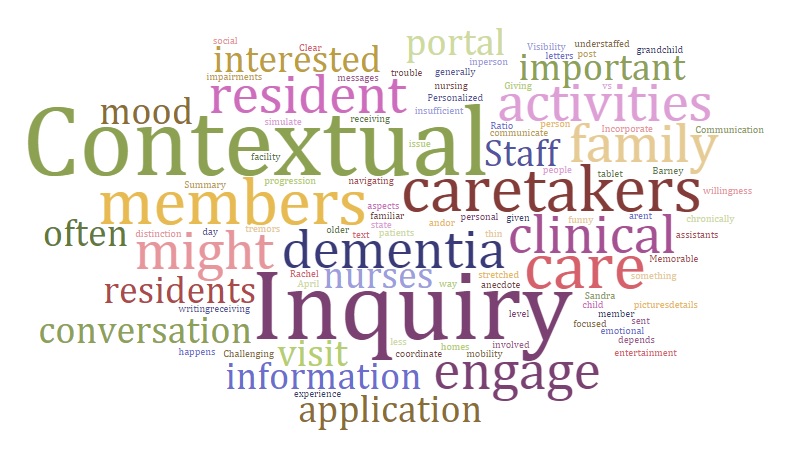 social
Clear
portal
Visibility understaffed
interested
inperson
letters post grandchild
impairments messages trouble generally important
resident nursing Giving vs
Personalized activities
mood insufficient
Contextual
simulate receiving Ratio person Incorporate Communication
communicate family
issue Staff
facility
people tablet Barney
Summary progression navigating caretakers willingness
members aspects
familiar personal given funny arent chronically
often distinction day tremors older state andor clinical
text patients thin assistants
might dementia
care Memorable
Rachel nurses stretched something
residents April way anecdote
Inquiry Sandra
writingreceiving child picturesdetails
level member
conversation focused sent
emotional
less homes involved depends
happens Challenging visit coordinate mobility entertainment
information engage
experience
application